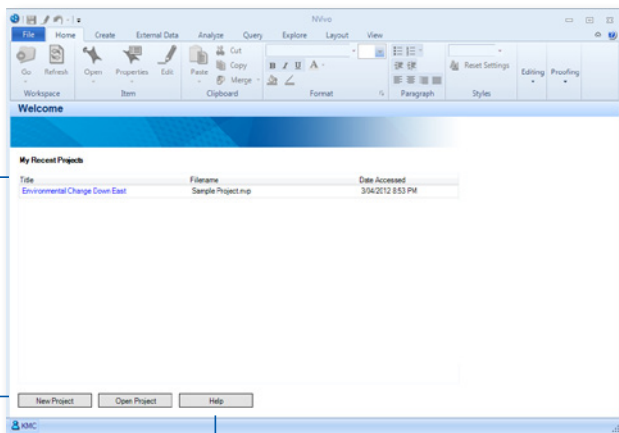 NVivo
File Home Create External Data Analyze Query Explore Layout View
Go Refresh Open Properties Edit Paste Cut Copy Merge B I U A Reset Settings Editing Proofing
Workspace Item Clipboard Format Paragraph Styles
Welcome
My Recent Projects
Title Filename Date Accessed
Environmental Change Down East Sample Project.nvp 3/04/2012 8:53 PM
New Project Open Project Help
KMC